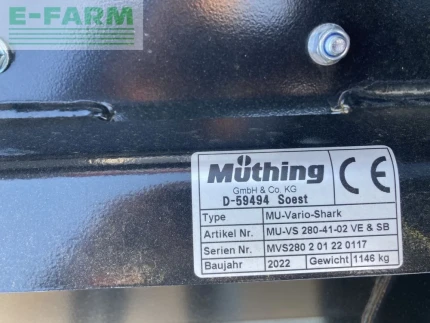 E-FARM
Müthing
GmbH & Co. KG
D-59494 Soest
CE
Type MU-Vario-Shark
Artikel Nr. MU-VS 280-41-02 VE & SB
Serien Nr. MVS280 2 01 22 0117
Baujahr 2022 Gewicht 1146 kg